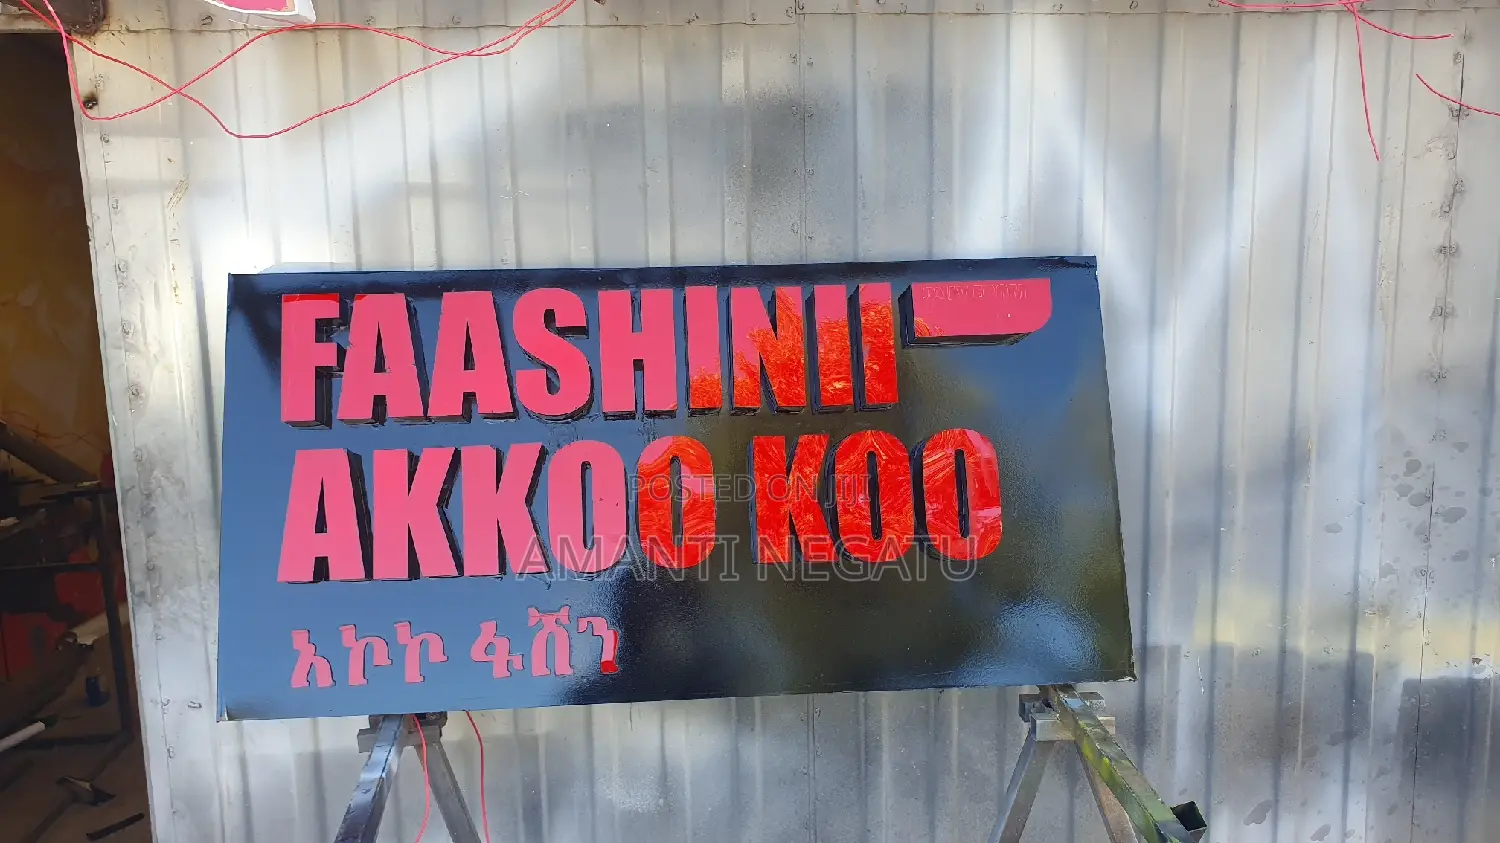 FAASHINII
AKKOO KOO
አኮኮ ፋሽን
POSTED ON JIJI
AMANTI NEGATU